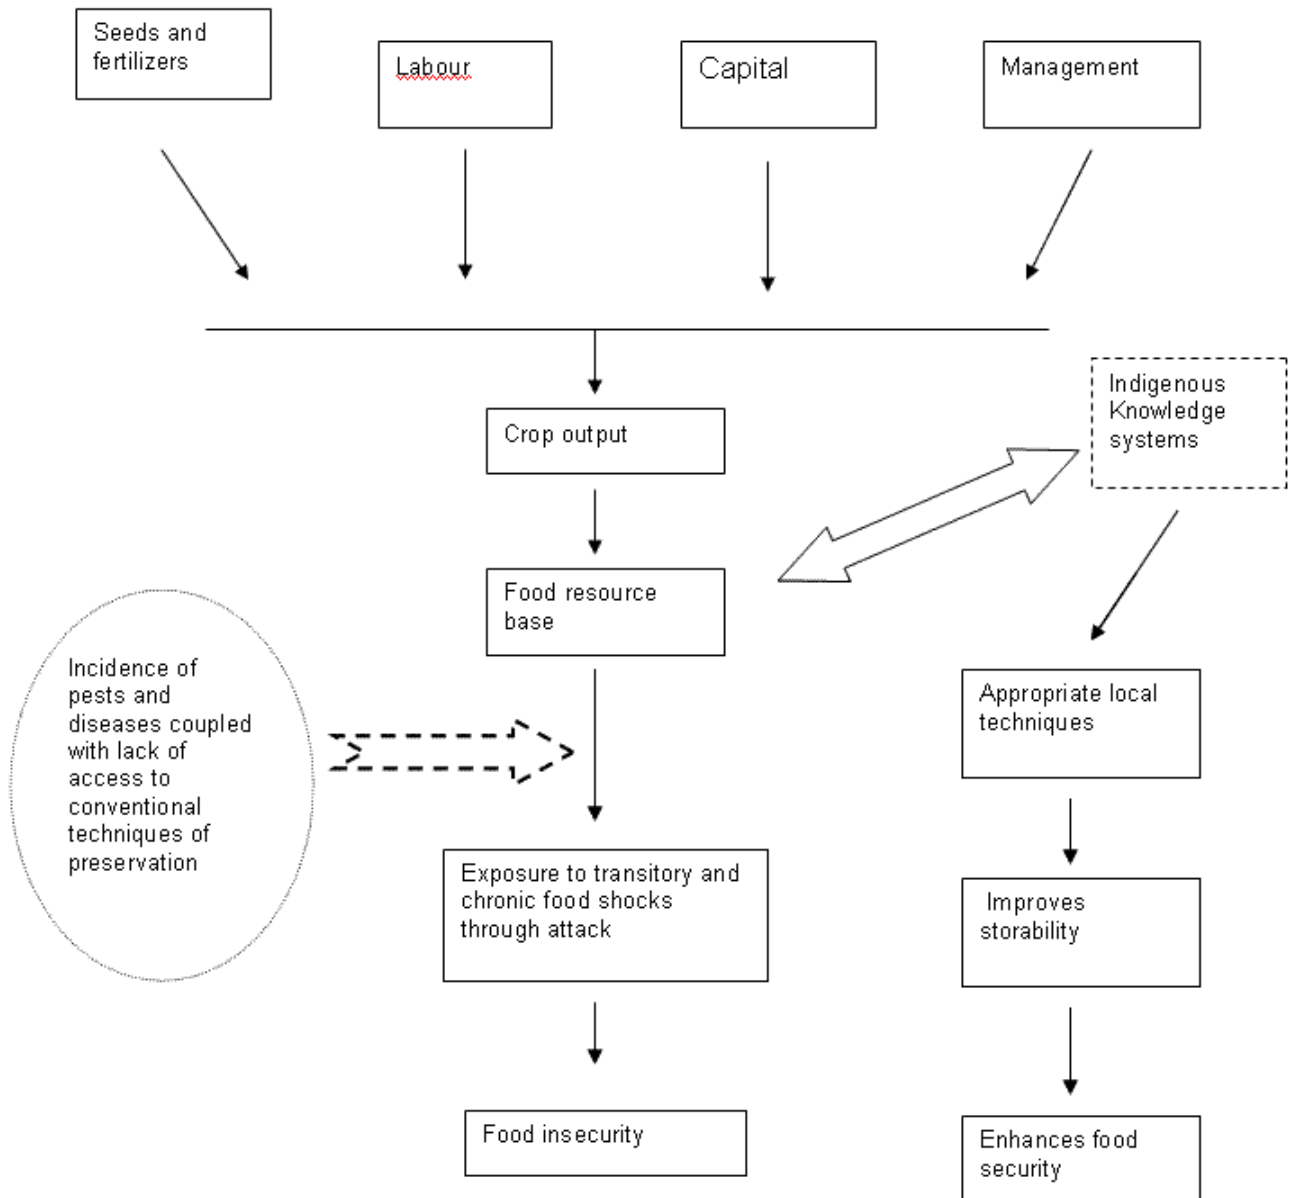 Seeds and
fertilizers
Labour
Capital
Management
Indigenous
Knowledge
systems
Crop output
Food resource
base
Incidence of
pests and
diseases coupled
with lack of
access to
conventional
techniques of
preservation
Appropriate local
techniques
Exposure to transitory and
chronic food shocks
through attack
Improves
storability
Food insecurity
Enhances food
security